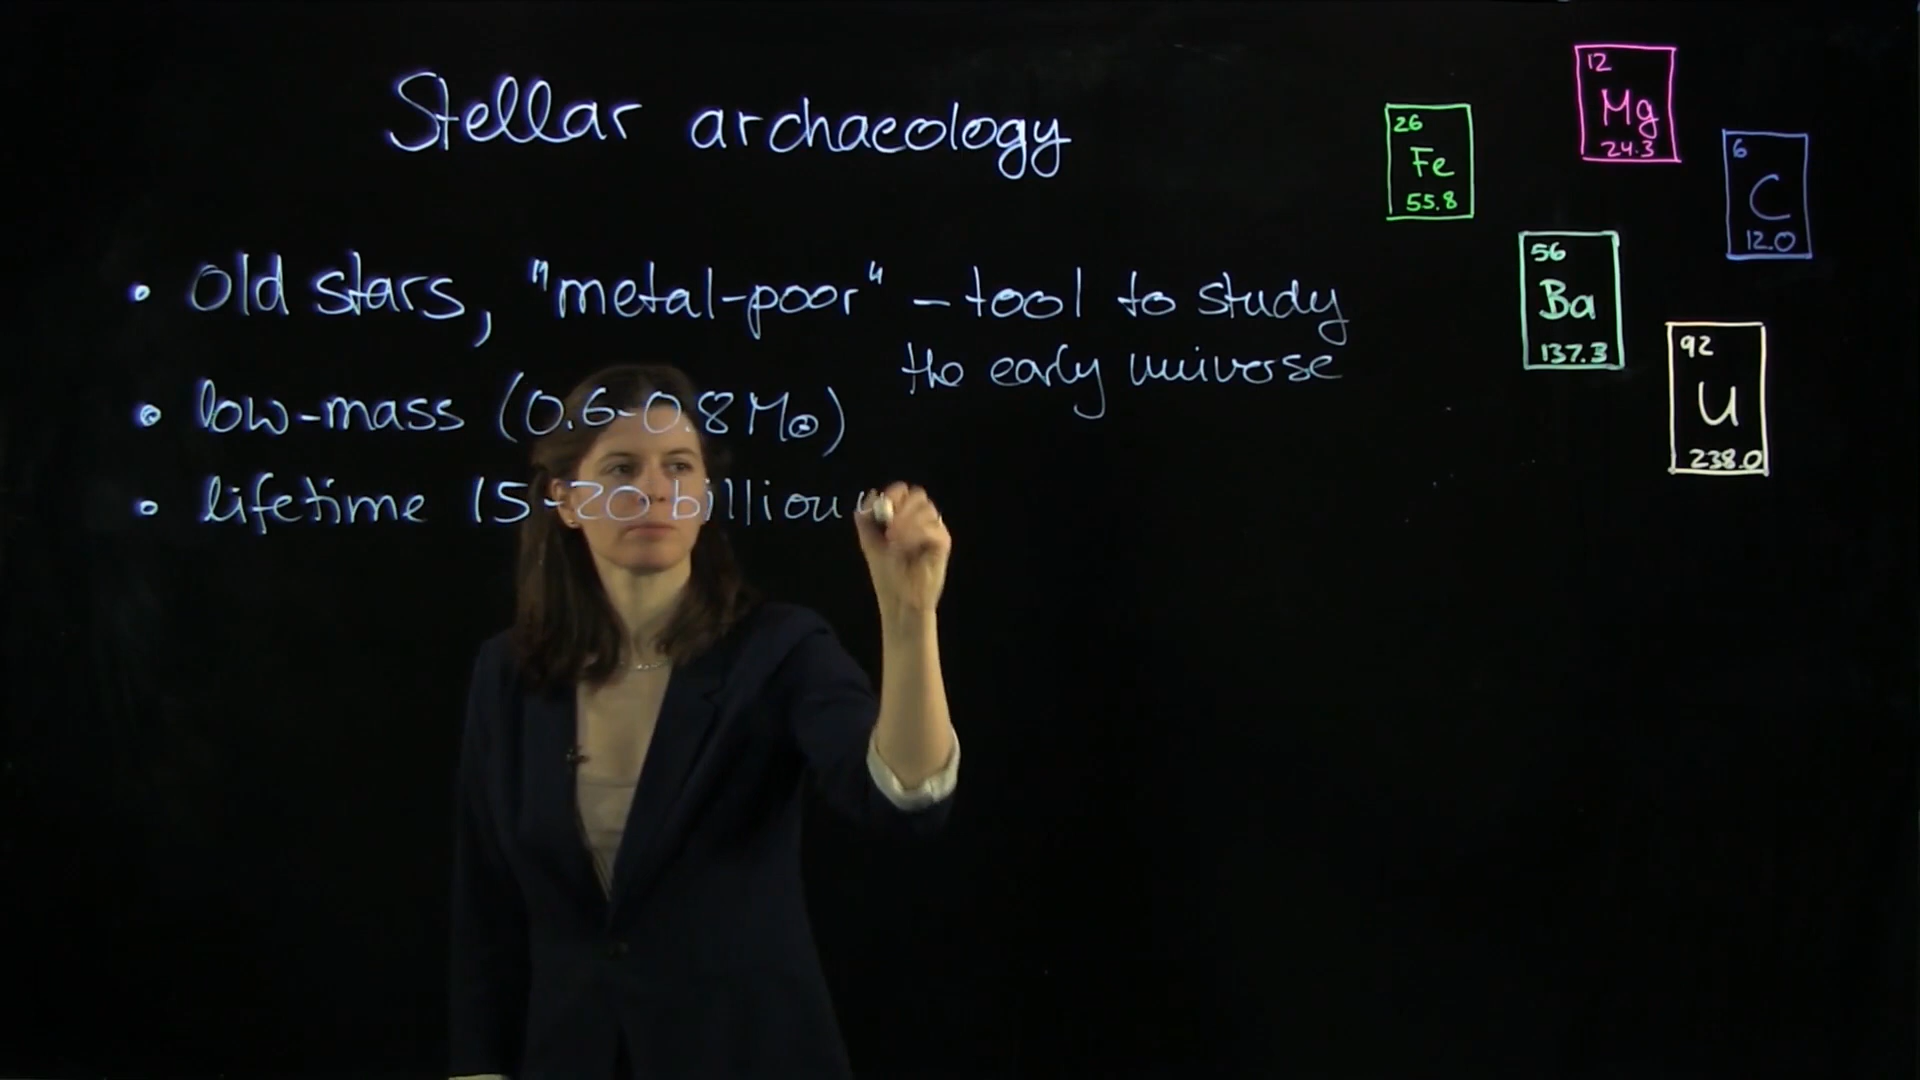 Stellar archaeology
• old stars, "metal-poor" – tool to study
the early universe
• low-mass (0.6-0.8 M⊙)
• lifetime 15-20 billion
26
Fe
55.8
12
Mg
24.3
6
C
12.0
56
Ba
137.3
92
U
238.0